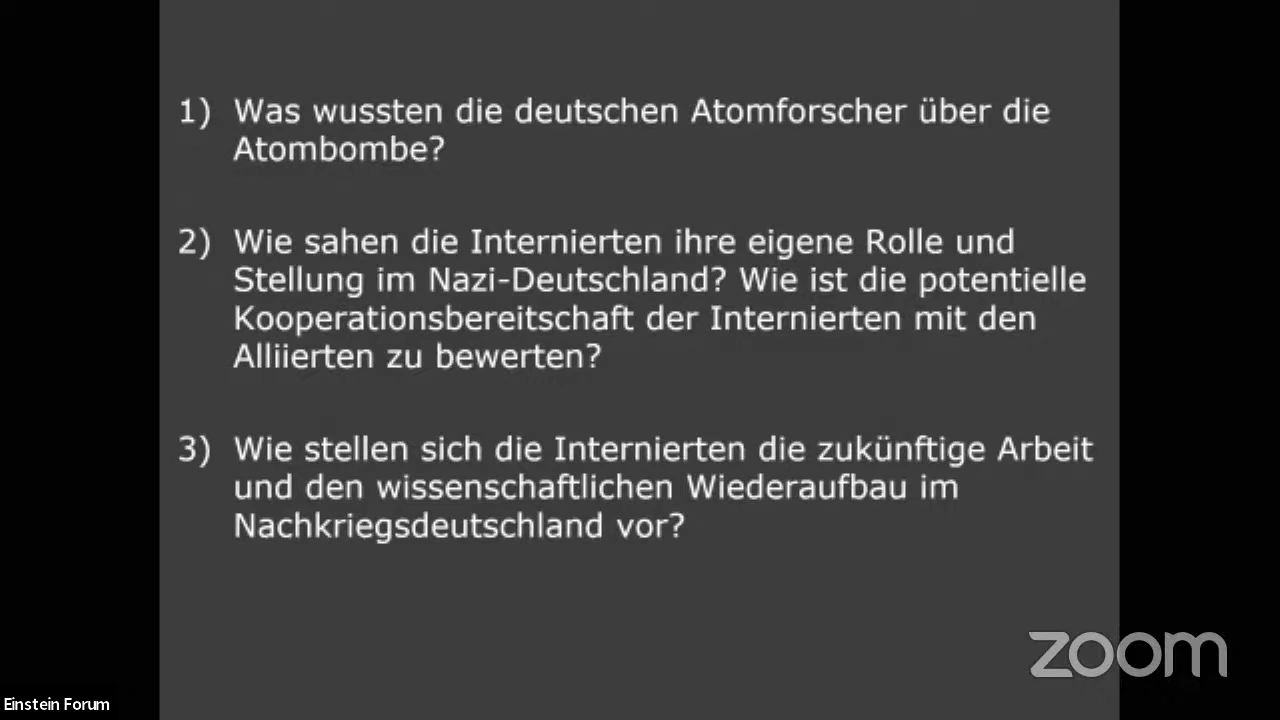 1) Was wussten die deutschen Atomforscher über die
Atombombe?
2) Wie sahen die Internierten ihre eigene Rolle und
Stellung im Nazi-Deutschland? Wie ist die potentielle
Kooperationsbereitschaft der Internierten mit den
Alliierten zu bewerten?
3) Wie stellen sich die Internierten die zukünftige Arbeit
und den wissenschaftlichen Wiederaufbau im
Nachkriegsdeutschland vor?
zoom
Einstein Forum